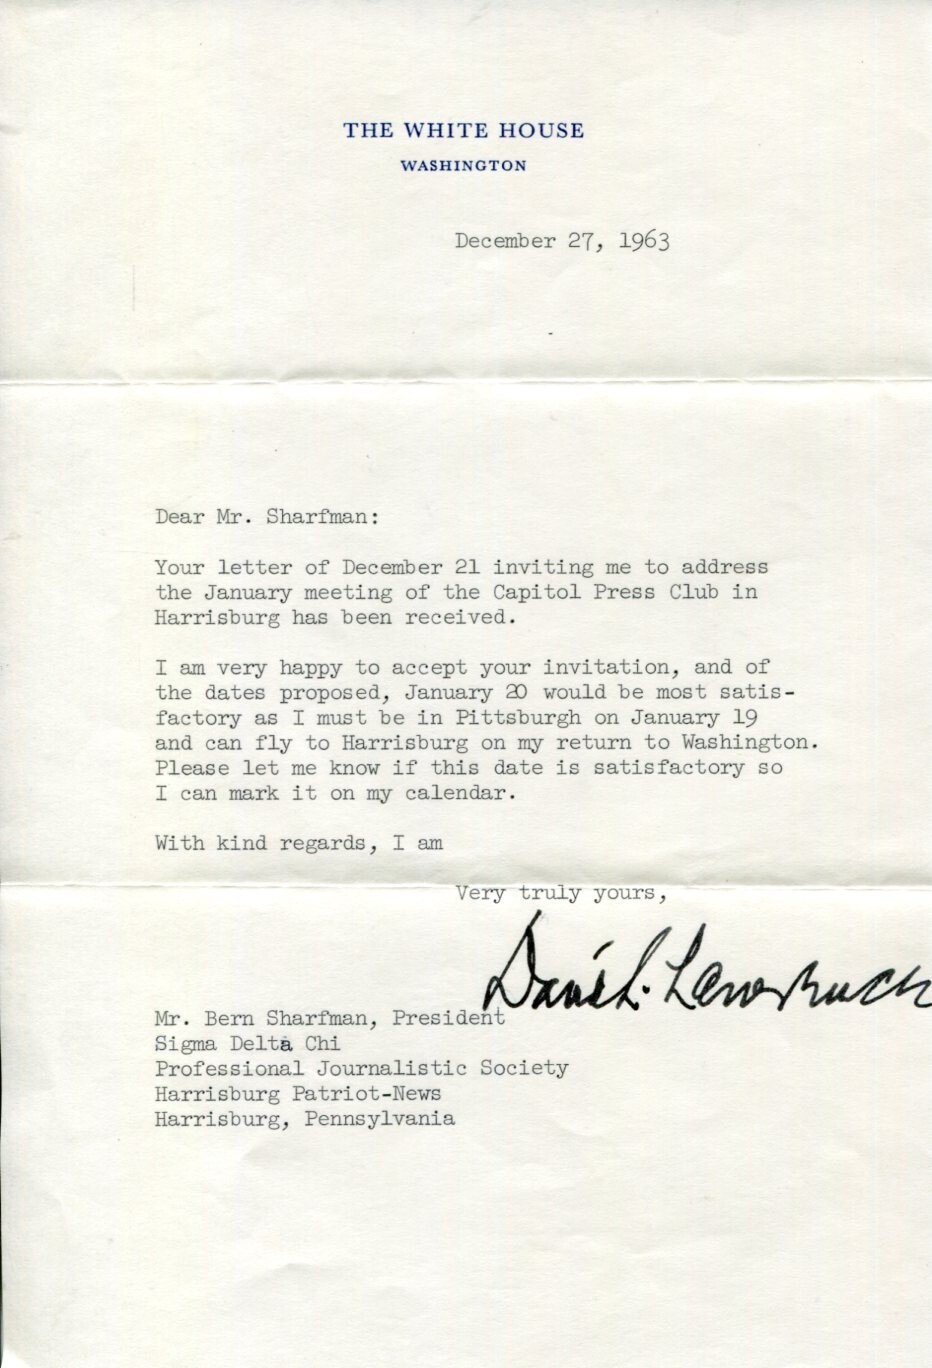 THE WHITE HOUSE
WASHINGTON
December 27, 1963
Dear Mr. Sharfman:
Your letter of December 21 inviting me to address
the January meeting of the Capitol Press Club in
Harrisburg has been received.
I am very happy to accept your invitation, and of
the dates proposed, January 20 would be most satis-
factory as I must be in Pittsburgh on January 19
and can fly to Harrisburg on my return to Washington.
Please let me know if this date is satisfactory so
I can mark it on my calendar.
With kind regards, I am
Very truly yours,
David L. Lawrence
Mr. Bern Sharfman, President
Sigma Delta Chi
Professional Journalistic Society
Harrisburg Patriot-News
Harrisburg, Pennsylvania